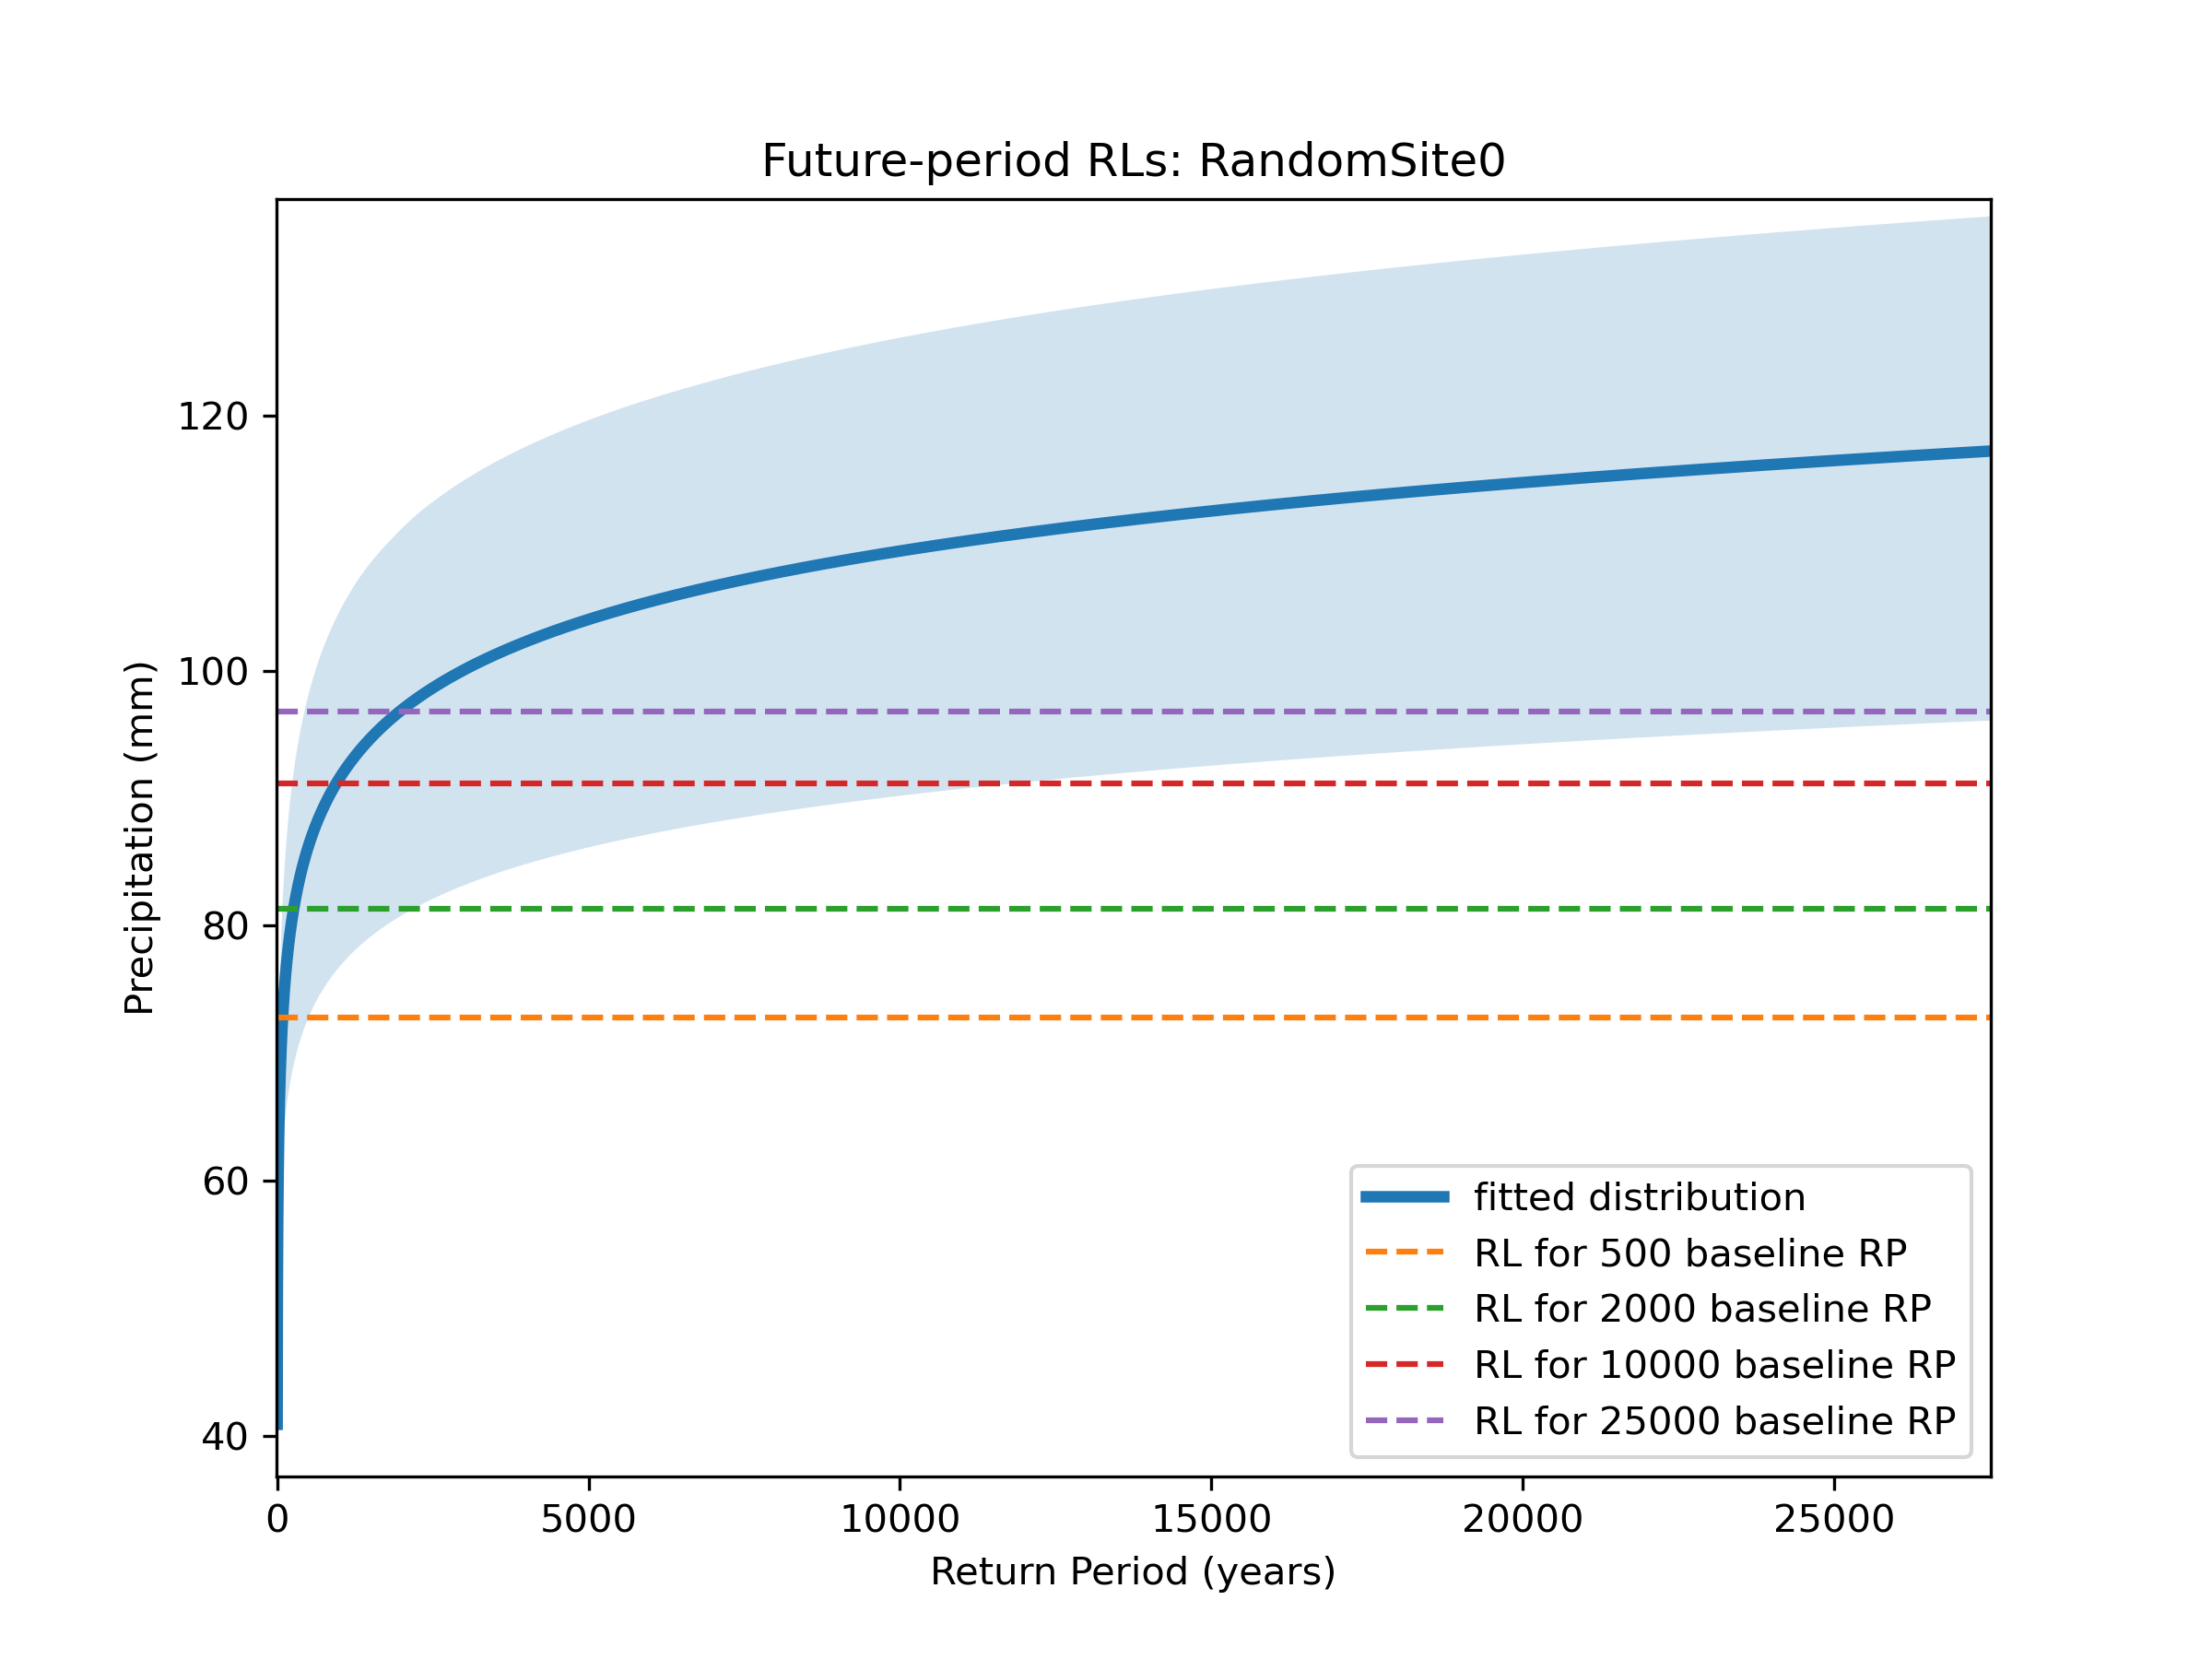 Future-period RLs: RandomSite0
120
100
80
60
40
Precipitation (mm)
fitted distribution
RL for 500 baseline RP
RL for 2000 baseline RP
RL for 10000 baseline RP
RL for 25000 baseline RP
0 5000 10000 15000 20000 25000
Return Period (years)